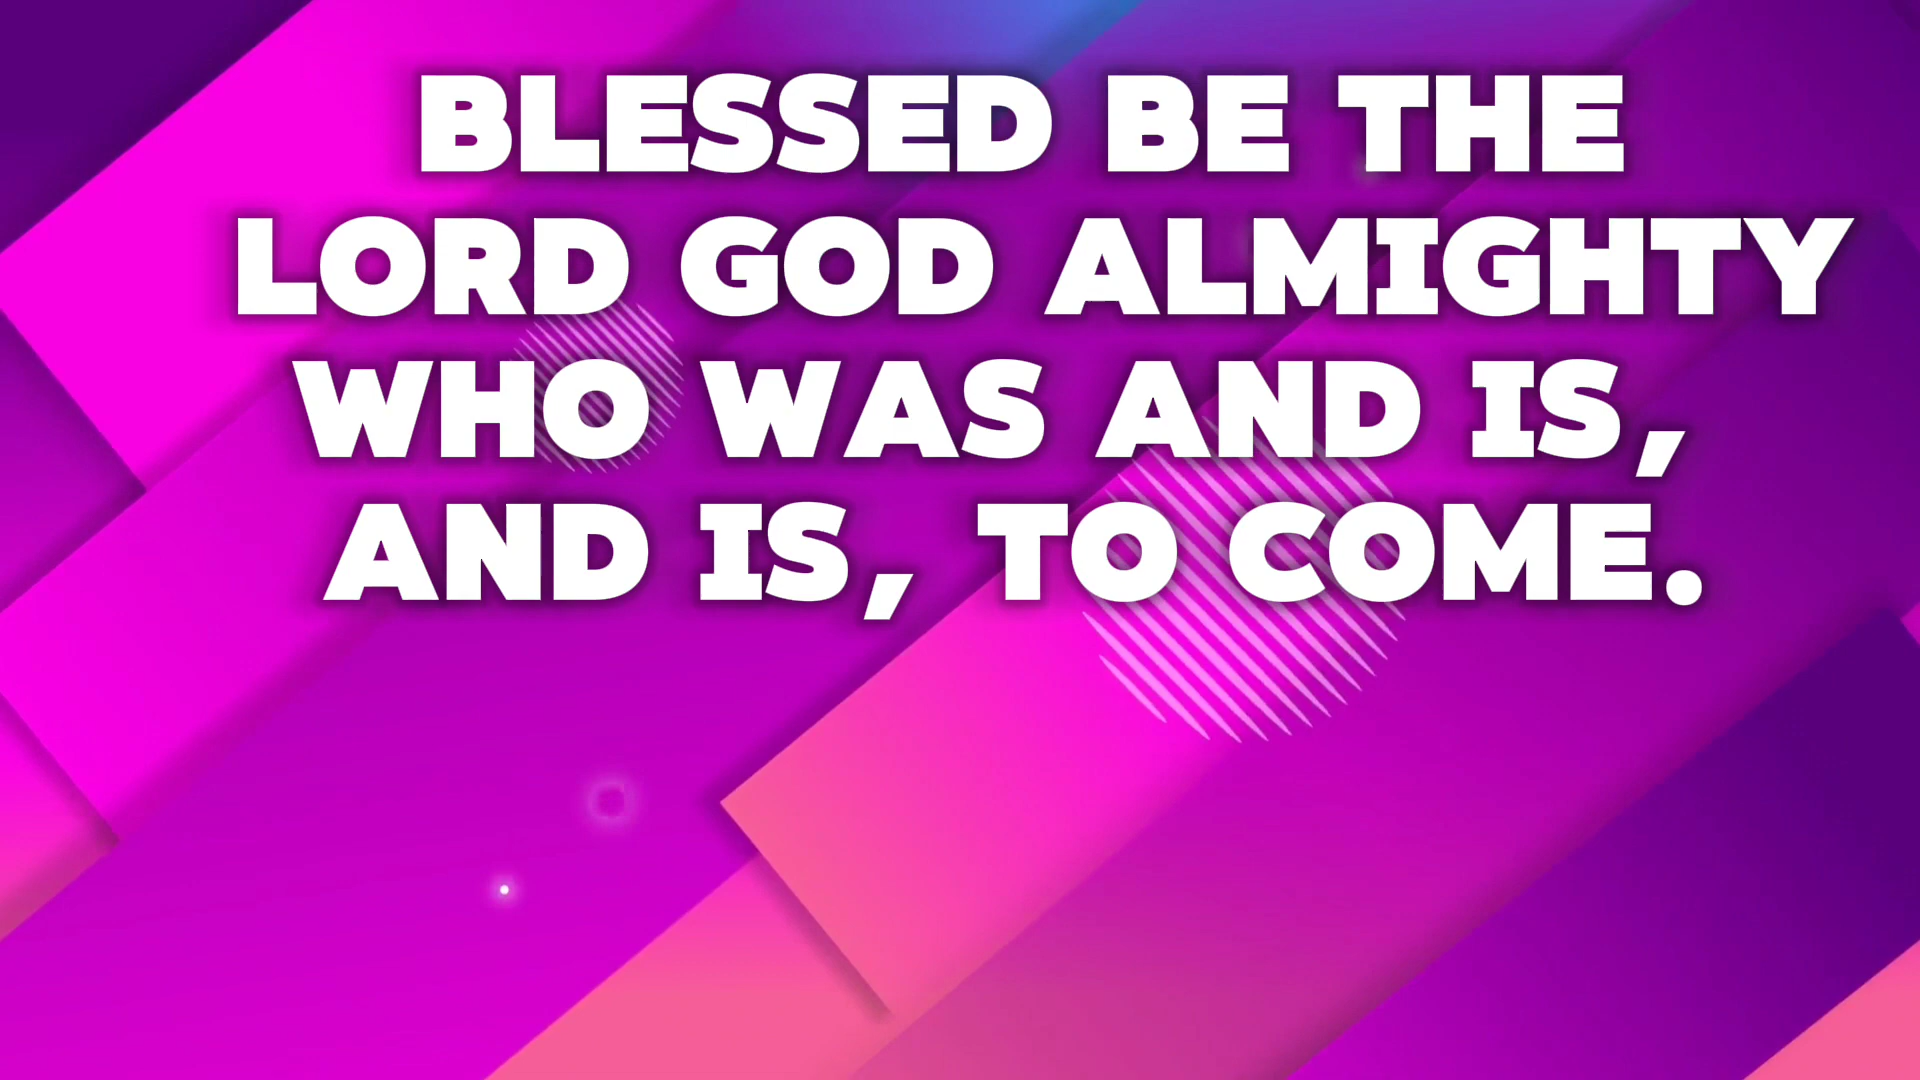 BLESSED BE THE
LORD GOD ALMIGHTY
WHO WAS AND IS,
AND IS, TO COME.